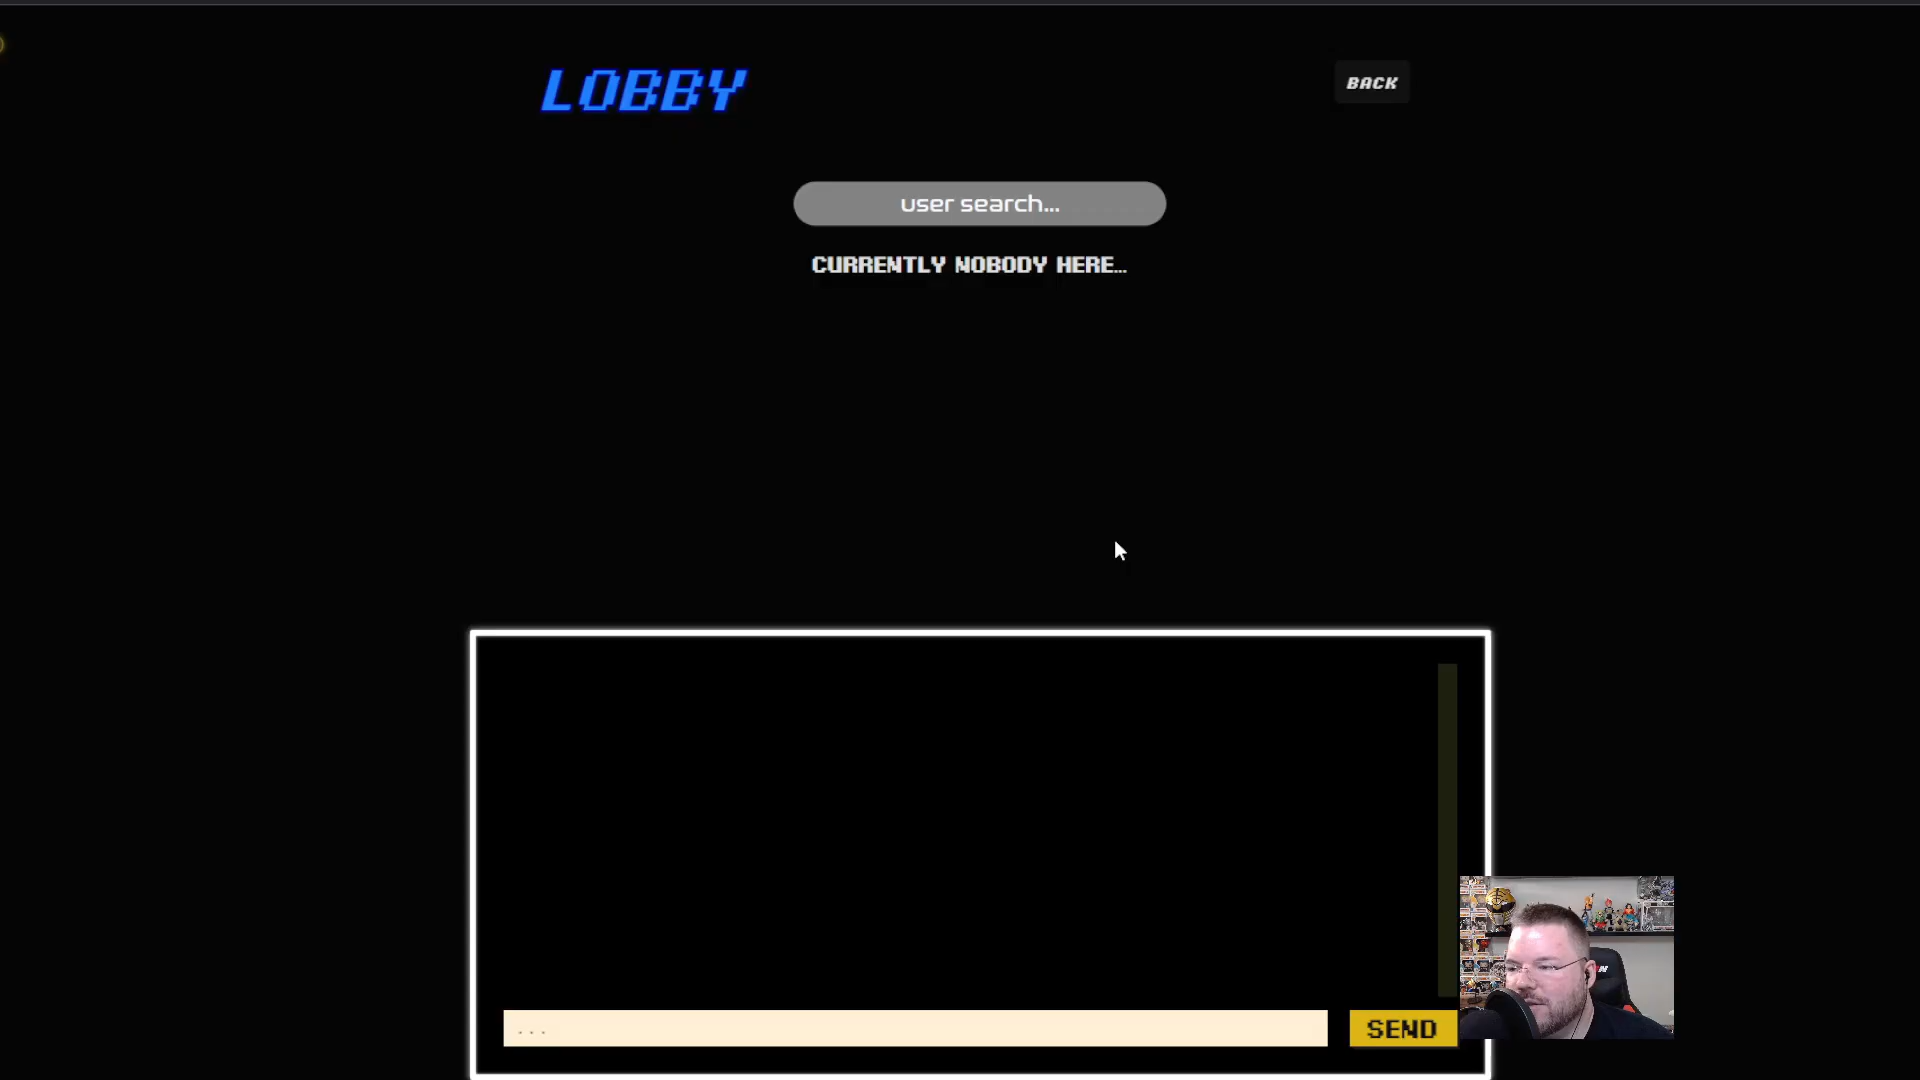 LOBBY
BACK
user search...
CURRENTLY NOBODY HERE...
...
SEND